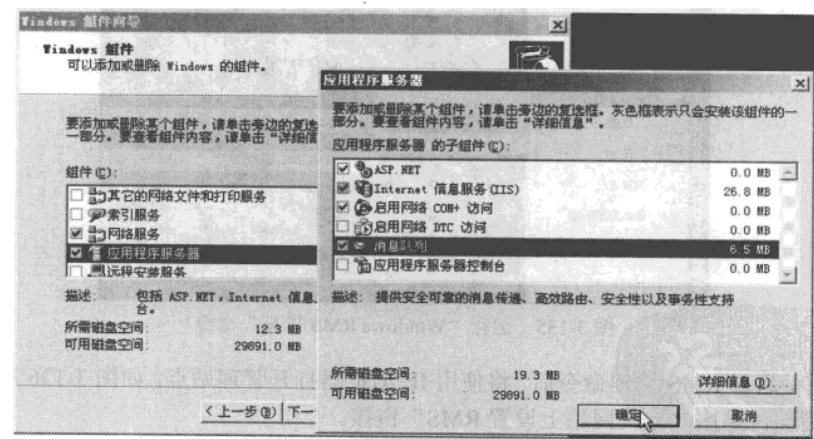 Windows 组件向导
Windows 组件
可以添加或删除 Windows 的组件。
要添加或删除某个组件，请单击旁边的复选
一部分。要查看组件内容，请单击“详细信
组件(C):
其它的网络文件和打印服务
索引服务
网络服务
应用程序服务器
远程安装服务
描述: 包括 ASP.NET，Internet 信息
台。
所需磁盘空间: 12.3 MB
可用磁盘空间: 29891.0 MB
<上一步(B)
下一
应用程序服务器
要添加或删除某个组件，请单击旁边的复选框。灰色框表示只会安装该组件的一
部分。要查看组件内容，请单击“详细信息”。
应用程序服务器 的子组件(C):
ASP.NET 0.0 MB
Internet 信息服务(IIS) 26.8 MB
启用网络 COM+ 访问 0.0 MB
启用网络 DTC 访问 0.0 MB
消息队列 6.5 MB
应用程序服务器控制台 0.0 MB
描述: 提供安全可靠的消息传递、高效路由、安全性以及事务性支持
所需磁盘空间: 19.3 MB
可用磁盘空间: 29891.0 MB
详细信息(D)...
确定
取消